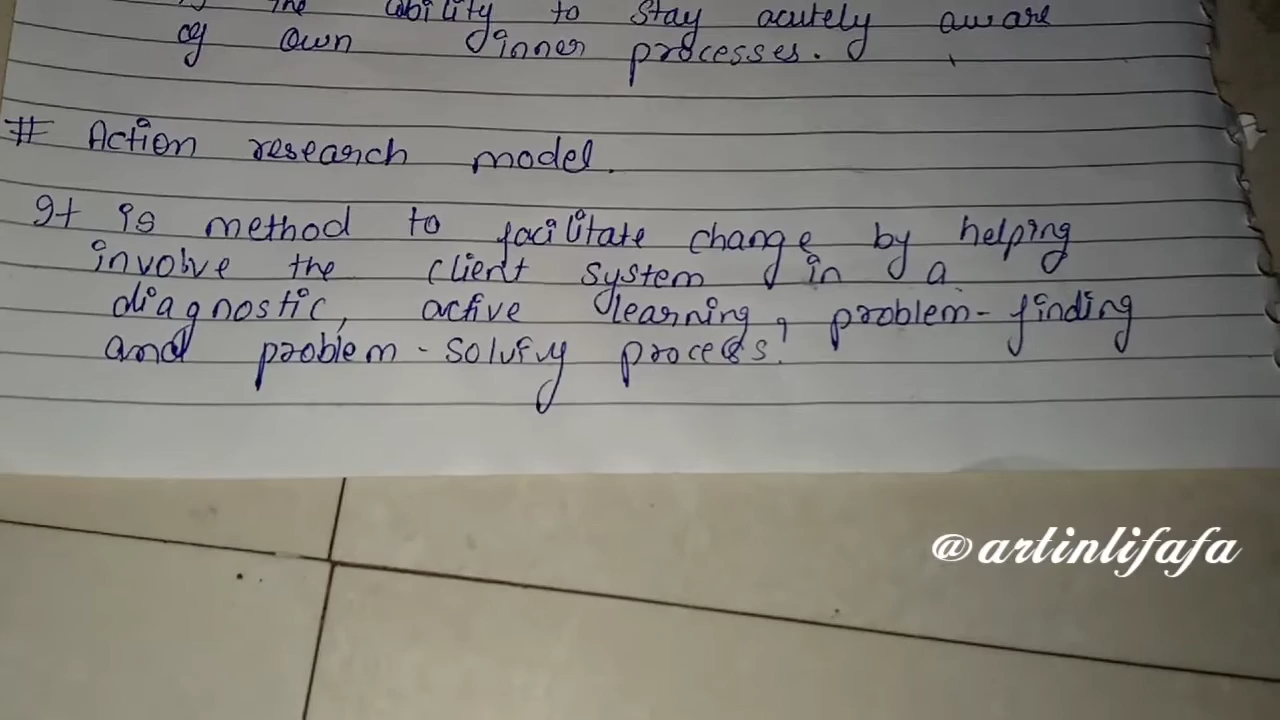 the ability to stay acutely aware
of own inner processes.
# Action research model.
It is method to facilitate change by helping
involve the client system in a
diagnostic, active learning, problem-finding
and problem-solving process.
@artinlifafa